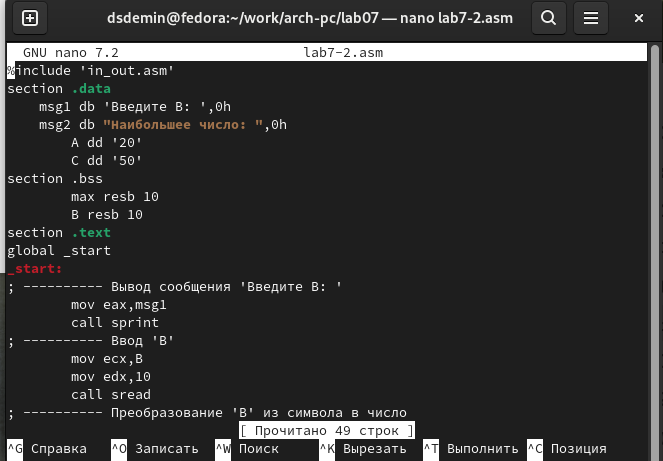 dsdemin@fedora:~/work/arch-pc/lab07 — nano lab7-2.asm
GNU nano 7.2 lab7-2.asm
%include 'in_out.asm'
section .data
msg1 db 'Введите B: ',0h
msg2 db "Наибольшее число: ",0h
A dd '20'
C dd '50'
section .bss
max resb 10
B resb 10
section .text
global _start
_start:
; ---------- Вывод сообщения 'Введите B: '
mov eax,msg1
call sprint
; ---------- Ввод 'B'
mov ecx,B
mov edx,10
call sread
; ---------- Преобразование 'B' из символа в число
[ Прочитано 49 строк ]
^G Справка ^O Записать ^W Поиск ^K Вырезать ^T Выполнить ^C Позиция